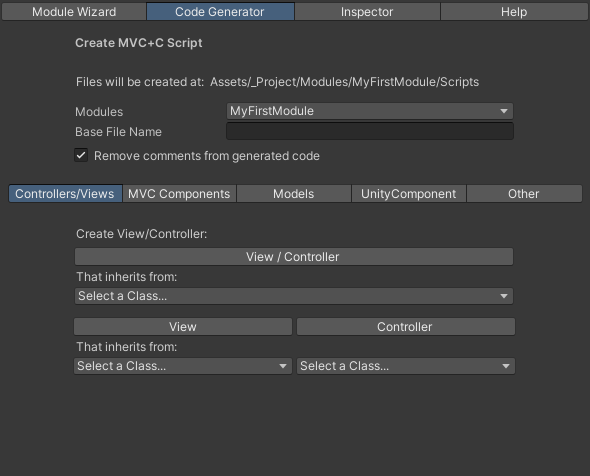 Module Wizard Code Generator Inspector Help
Create MVC+C Script
Files will be created at: Assets/_Project/Modules/MyFirstModule/Scripts
Modules MyFirstModule
Base File Name
Remove comments from generated code
Controllers/Views MVC Components Models UnityComponent Other
Create View/Controller:
View / Controller
That inherits from:
Select a Class...
View Controller
That inherits from:
Select a Class... Select a Class...